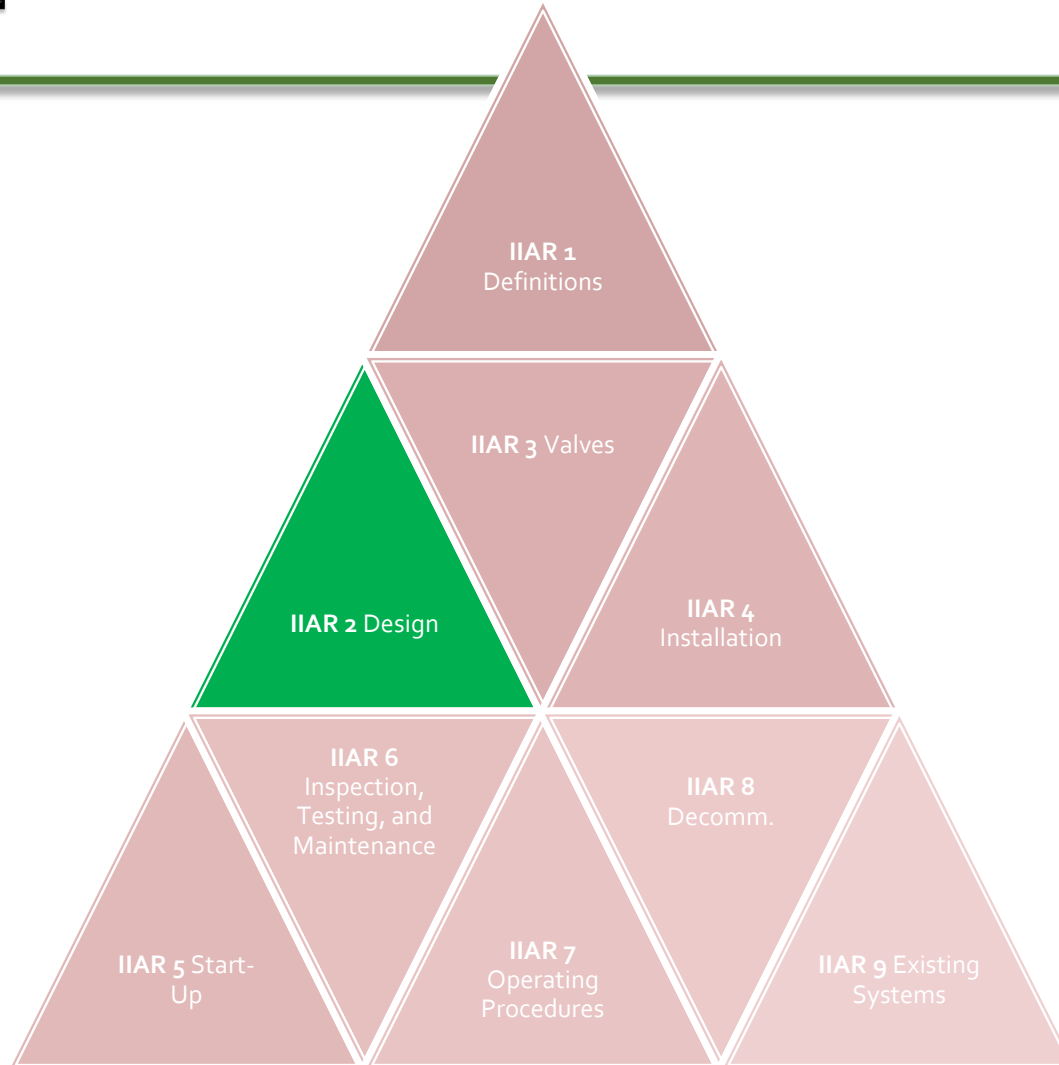 IIAR 1
Definitions
IIAR 3 Valves
IIAR 2 Design
IIAR 4
Installation
IIAR 6
Inspection,
Testing, and
Maintenance
IIAR 8
Decomm.
IIAR 5 Start-
Up
IIAR 7
Operating
Procedures
IIAR 9 Existing
Systems